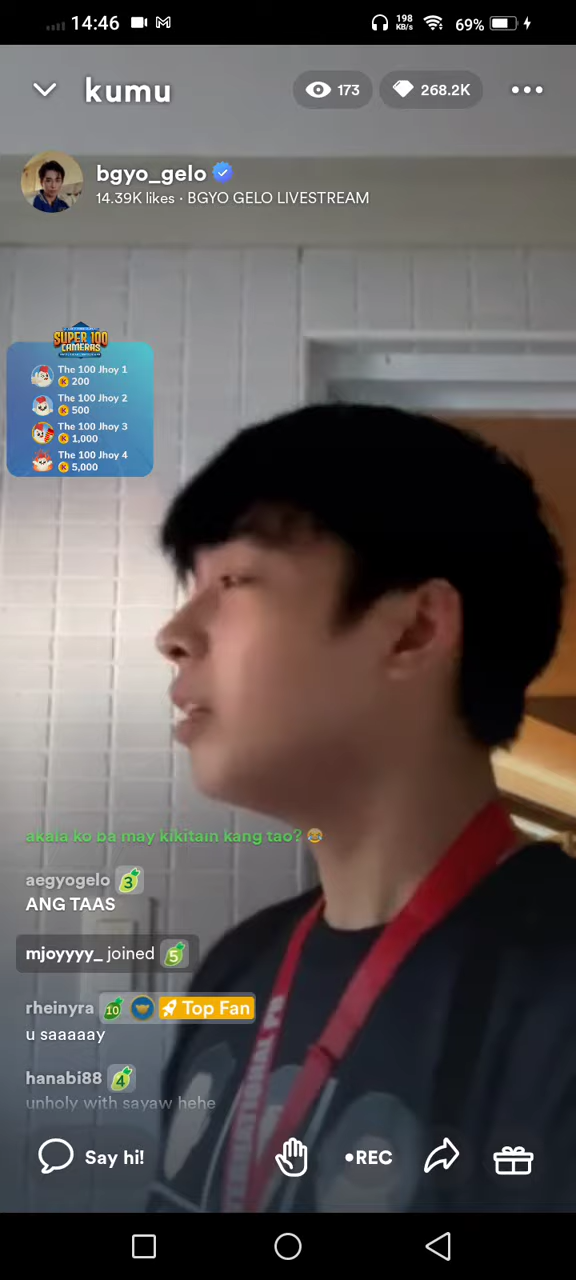 14:46
198
KB/s
69%
kumu
173
268.2K
bgyo_gelo
14.39K likes · BGYO GELO LIVESTREAM
SUPER 100
CAMERAS
The 100 Jhoy 1
200
The 100 Jhoy 2
500
The 100 Jhoy 3
1,000
The 100 Jhoy 4
5,000
akala ko pa may kikitain kang tao? 😂
aegyogelo 3
ANG TAAS
mjoyyyy_ joined 5
rheinyra 10 Top Fan
u saaaaay
hanabi88 4
unholy with sayaw hehe
Say hi!
•REC